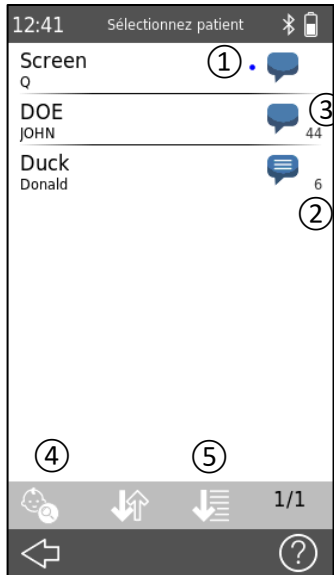 12:41 Sélectionnez patient
Screen ①
Q
DOE ③
JOHN 44
Duck
Donald 6
②
④ ⑤
1/1
?